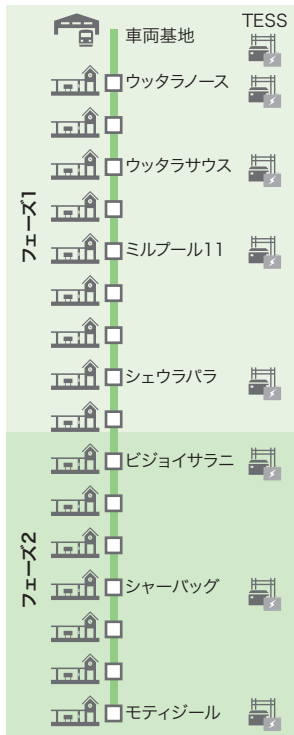 TESS
車両基地
ウッタラノース
ウッタラサウス
フェーズ1
ミルプール11
シェウラパラ
ビジョイサラニ
フェーズ2
シャーバッグ
モティジール